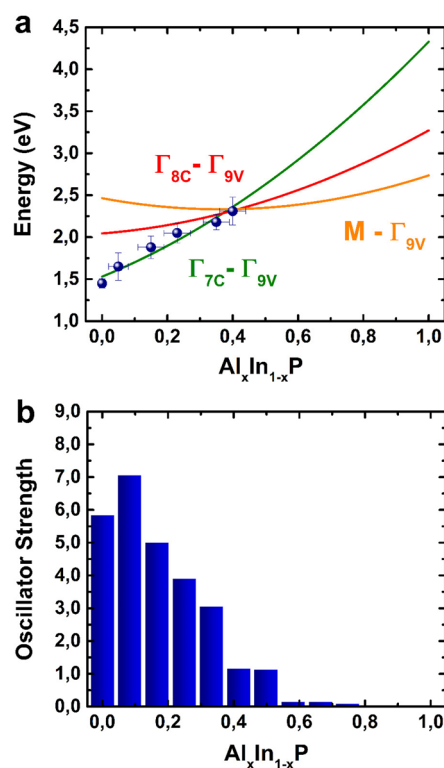 a
4,5
4,0
3,5
3,0
2,5
2,0
1,5
1,0
Energy (eV)
Γ8C- Γ9V
M - Γ9V
Γ7C- Γ9V
0,0 0,2 0,4 0,6 0,8 1,0
AlxIn1-xP
b
9,0
8,0
7,0
6,0
5,0
4,0
3,0
2,0
1,0
0,0
Oscillator Strength
0,0 0,2 0,4 0,6 0,8 1,0
AlxIn1-xP